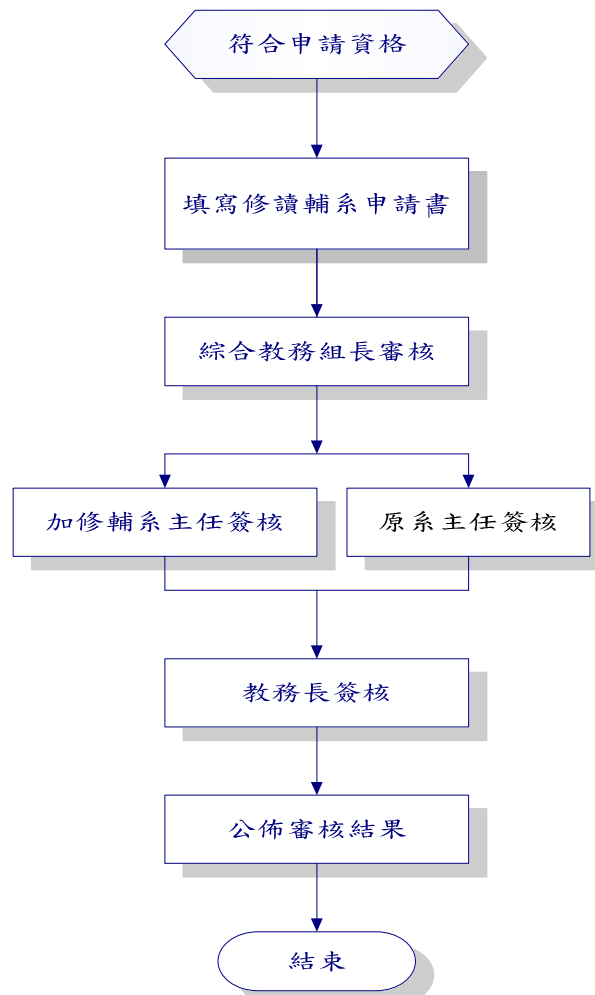 符合申請資格
填寫修讀輔系申請書
綜合教務組長審核
加修輔系主任簽核
原系主任簽核
教務長簽核
公佈審核結果
結束